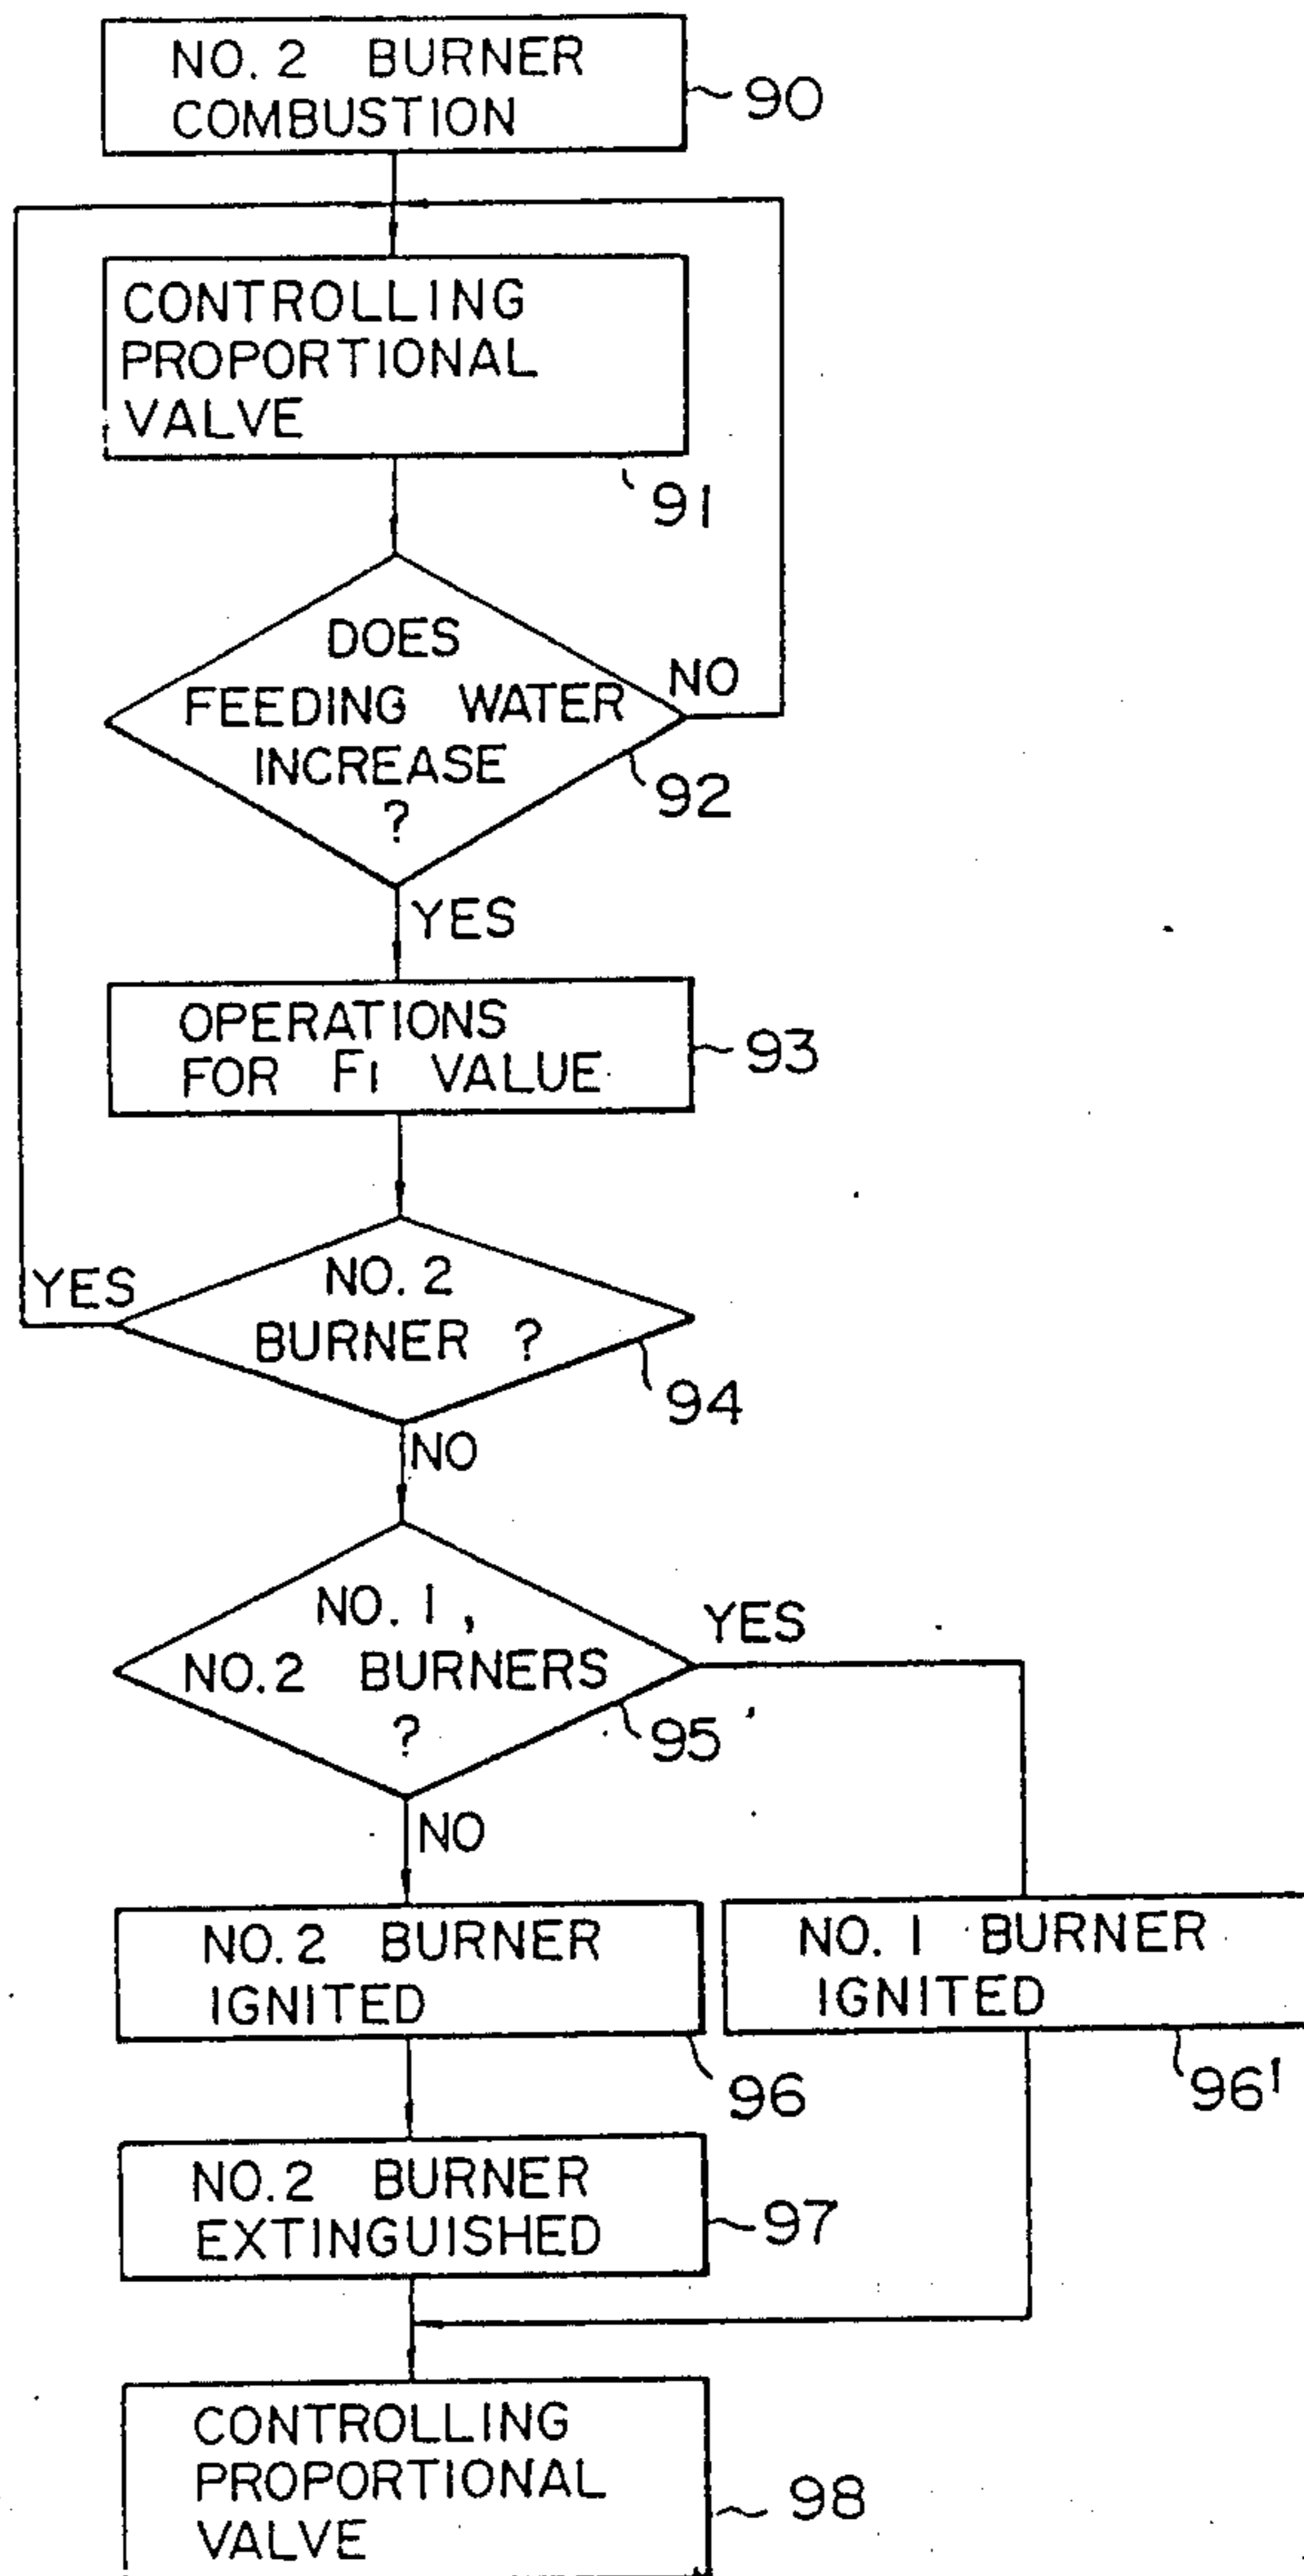 NO. 2 BURNER
COMBUSTION
90
CONTROLLING
PROPORTIONAL
VALVE
91
DOES
FEEDING WATER
INCREASE
?
NO
92
YES
OPERATIONS
FOR F1 VALUE
93
NO. 2
BURNER ?
YES
94
NO
NO. 1,
NO. 2 BURNERS
?
YES
95
NO
NO. 2 BURNER
IGNITED
96
NO. 1 BURNER
IGNITED
96'
NO. 2 BURNER
EXTINGUISHED
97
CONTROLLING
PROPORTIONAL
VALVE
98